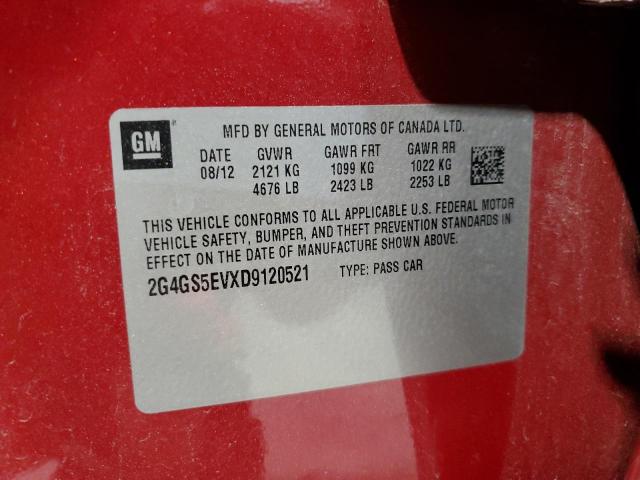 GM
MFD BY GENERAL MOTORS OF CANADA LTD.
DATE GVWR GAWR FRT GAWR RR
08/12 2121 KG 1099 KG 1022 KG
4676 LB 2423 LB 2253 LB
THIS VEHICLE CONFORMS TO ALL APPLICABLE U.S. FEDERAL MOTOR
VEHICLE SAFETY, BUMPER, AND THEFT PREVENTION STANDARDS IN
EFFECT ON THE DATE OF MANUFACTURE SHOWN ABOVE.
2G4GS5EVXD9120521 TYPE: PASS CAR